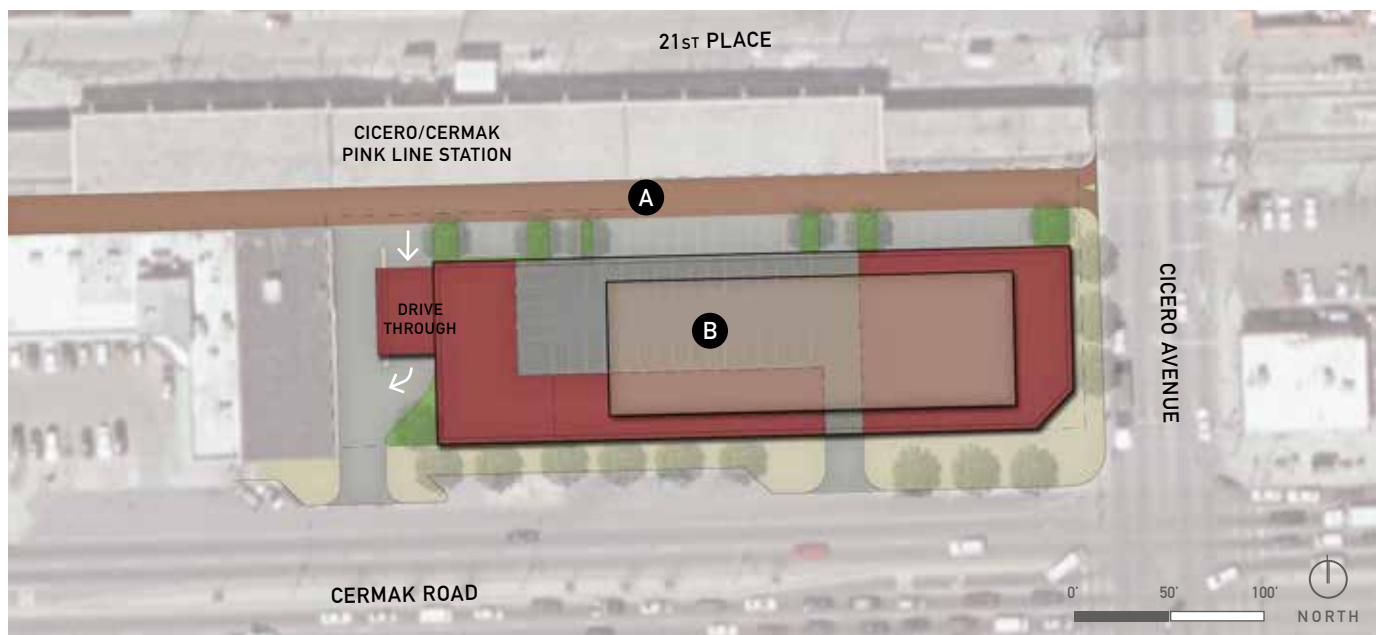 21ST PLACE
CICERO/CERMAK
PINK LINE STATION
A
DRIVE
THROUGH
B
CICERO AVENUE
CERMAK ROAD
0' 50' 100'
NORTH